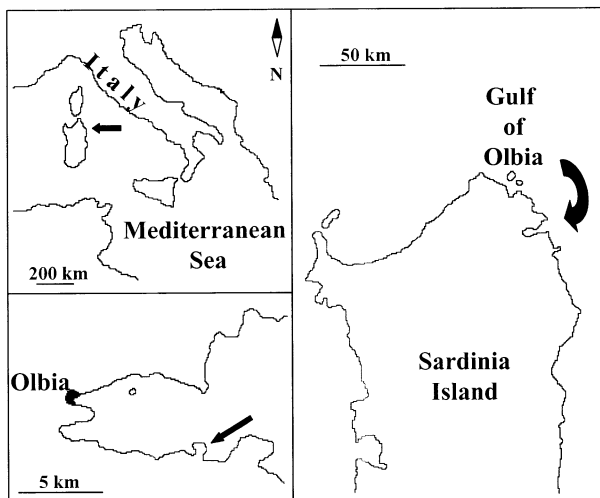 Italy
N
Mediterranean
Sea
200 km
Olbia
5 km
50 km
Gulf
of
Olbia
Sardinia
Island